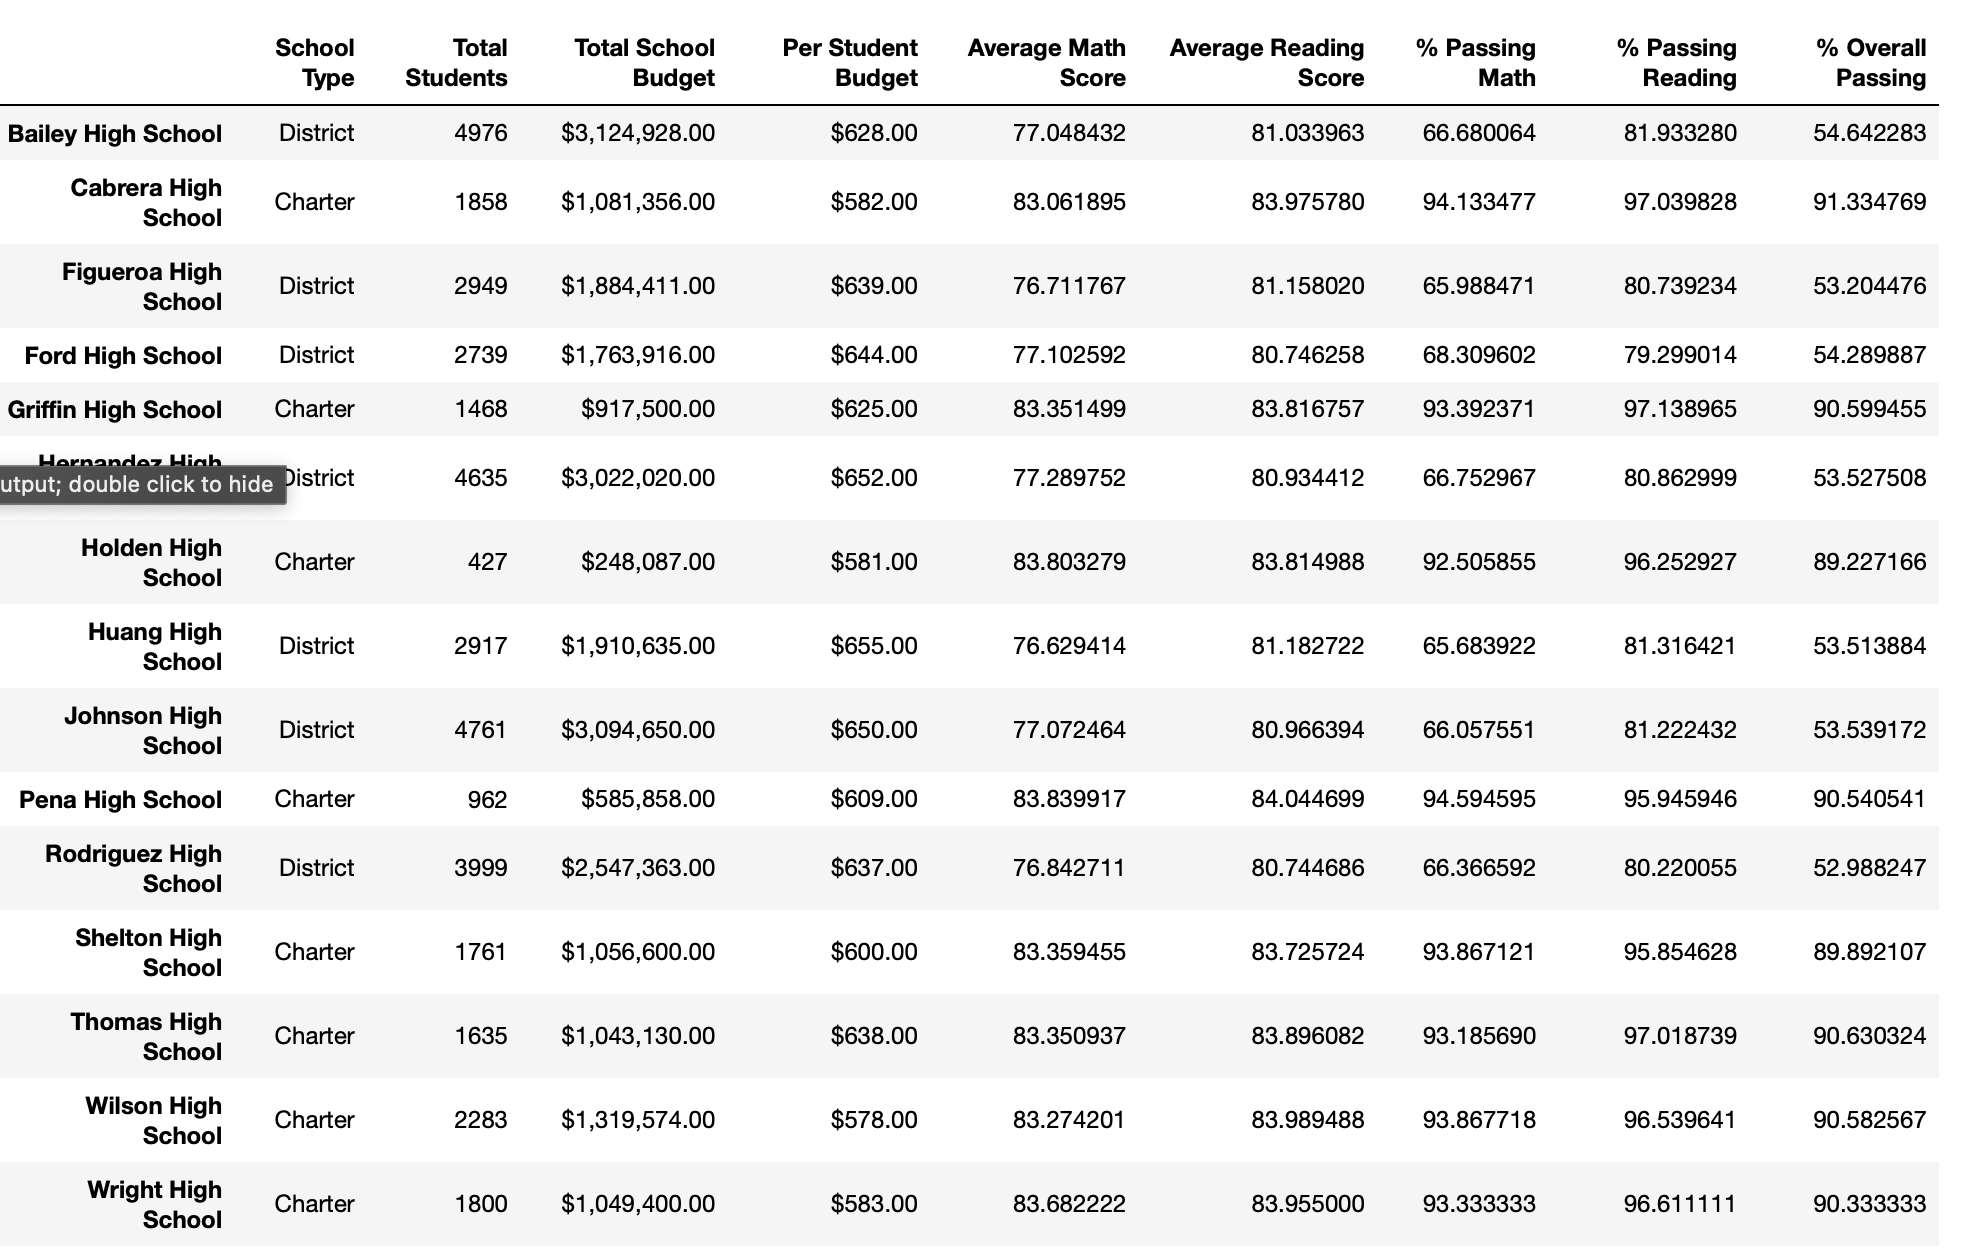 School Type Total Students Total School Budget Per Student Budget Average Math Score Average Reading Score % Passing Math % Passing Reading % Overall Passing
Bailey High School District 4976 $3,124,928.00 $628.00 77.048432 81.033963 66.680064 81.933280 54.642283
Cabrera High School Charter 1858 $1,081,356.00 $582.00 83.061895 83.975780 94.133477 97.039828 91.334769
Figueroa High School District 2949 $1,884,411.00 $639.00 76.711767 81.158020 65.988471 80.739234 53.204476
Ford High School District 2739 $1,763,916.00 $644.00 77.102592 80.746258 68.309602 79.299014 54.289887
Griffin High School Charter 1468 $917,500.00 $625.00 83.351499 83.816757 93.392371 97.138965 90.599455
Hernandez High District 4635 $3,022,020.00 $652.00 77.289752 80.934412 66.752967 80.862999 53.527508
utput; double click to hide
Holden High School Charter 427 $248,087.00 $581.00 83.803279 83.814988 92.505855 96.252927 89.227166
Huang High School District 2917 $1,910,635.00 $655.00 76.629414 81.182722 65.683922 81.316421 53.513884
Johnson High School District 4761 $3,094,650.00 $650.00 77.072464 80.966394 66.057551 81.222432 53.539172
Pena High School Charter 962 $585,858.00 $609.00 83.839917 84.044699 94.594595 95.945946 90.540541
Rodriguez High School District 3999 $2,547,363.00 $637.00 76.842711 80.744686 66.366592 80.220055 52.988247
Shelton High School Charter 1761 $1,056,600.00 $600.00 83.359455 83.725724 93.867121 95.854628 89.892107
Thomas High School Charter 1635 $1,043,130.00 $638.00 83.350937 83.896082 93.185690 97.018739 90.630324
Wilson High School Charter 2283 $1,319,574.00 $578.00 83.274201 83.989488 93.867718 96.539641 90.582567
Wright High School Charter 1800 $1,049,400.00 $583.00 83.682222 83.955000 93.333333 96.611111 90.333333